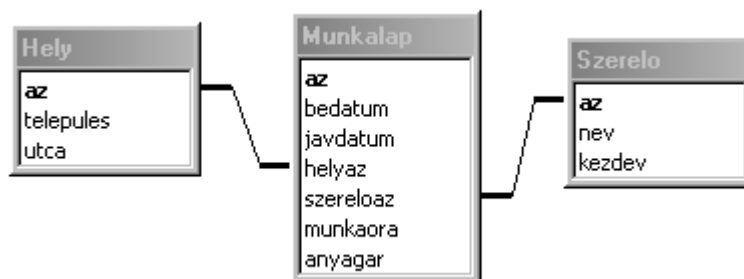 Hely
az
telepules
utca
Munkalap
az
bedatum
javdatum
helyaz
szereloaz
munkaora
anyagar
Szerelo
az
nev
kezdev